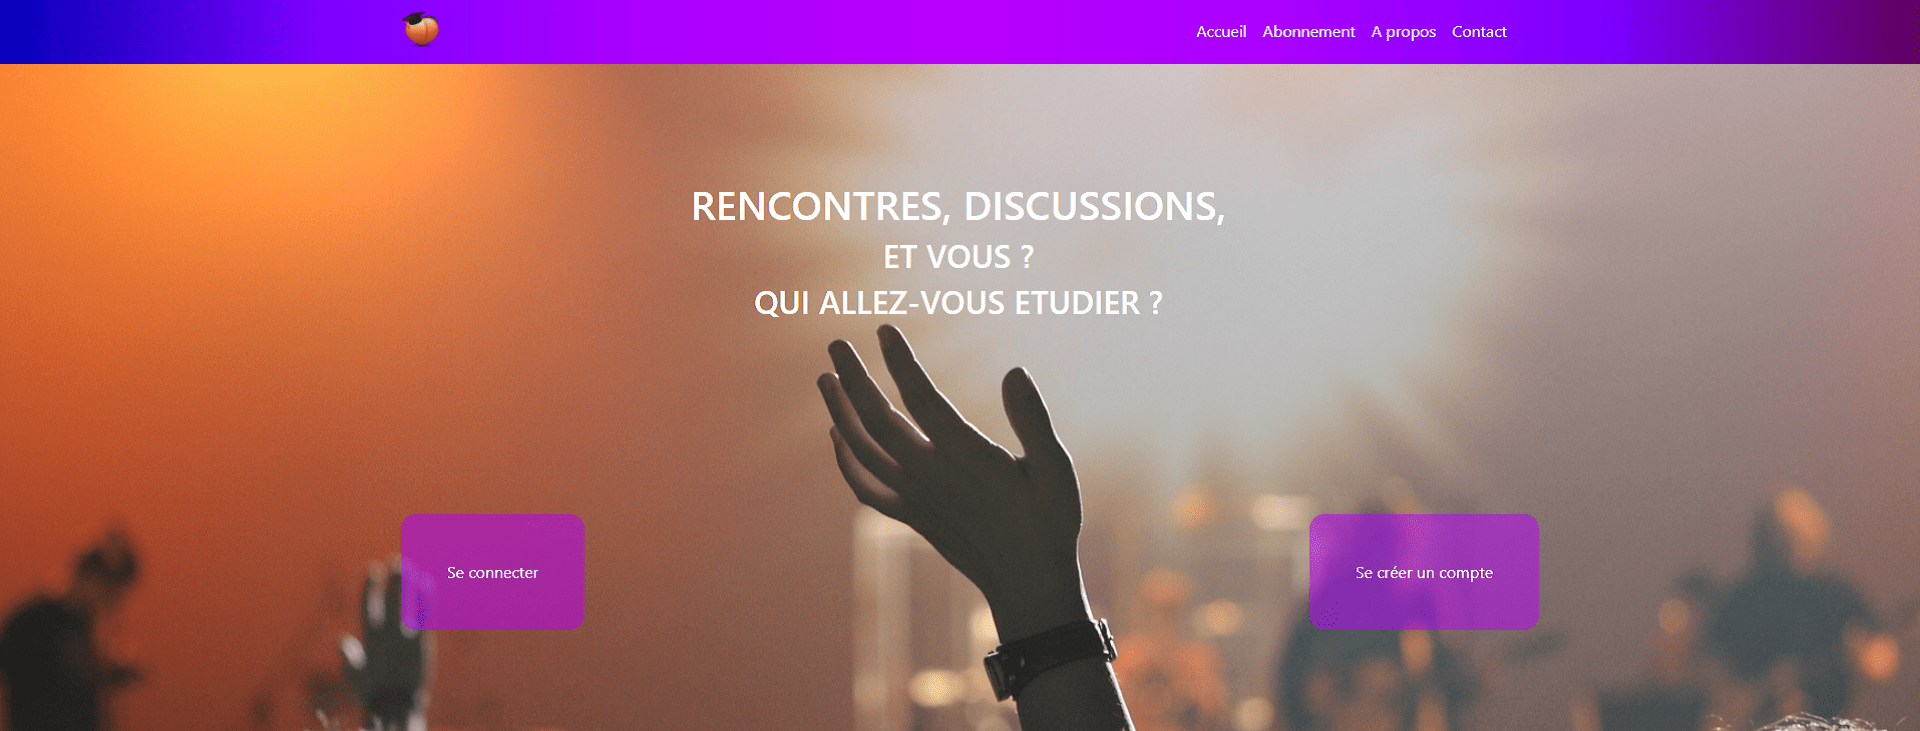 Accueil Abonnement A propos Contact
RENCONTRES, DISCUSSIONS,
ET VOUS ?
QUI ALLEZ-VOUS ETUDIER ?
Se connecter
Se créer un compte